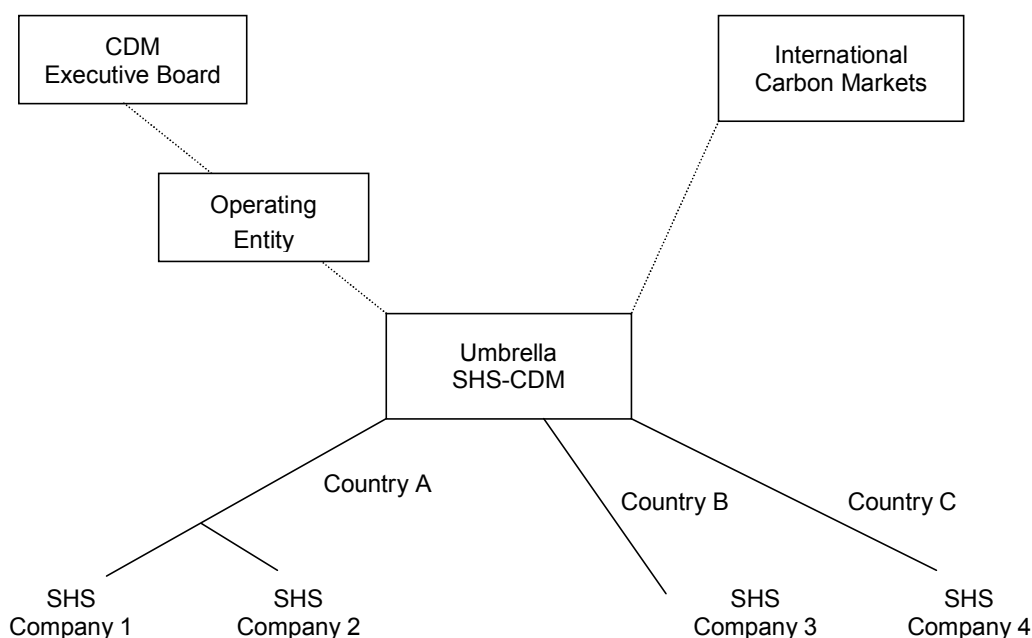 CDM
Executive Board
International
Carbon Markets
Operating
Entity
Umbrella
SHS-CDM
Country A
Country B
Country C
SHS
Company 1
SHS
Company 2
SHS
Company 3
SHS
Company 4